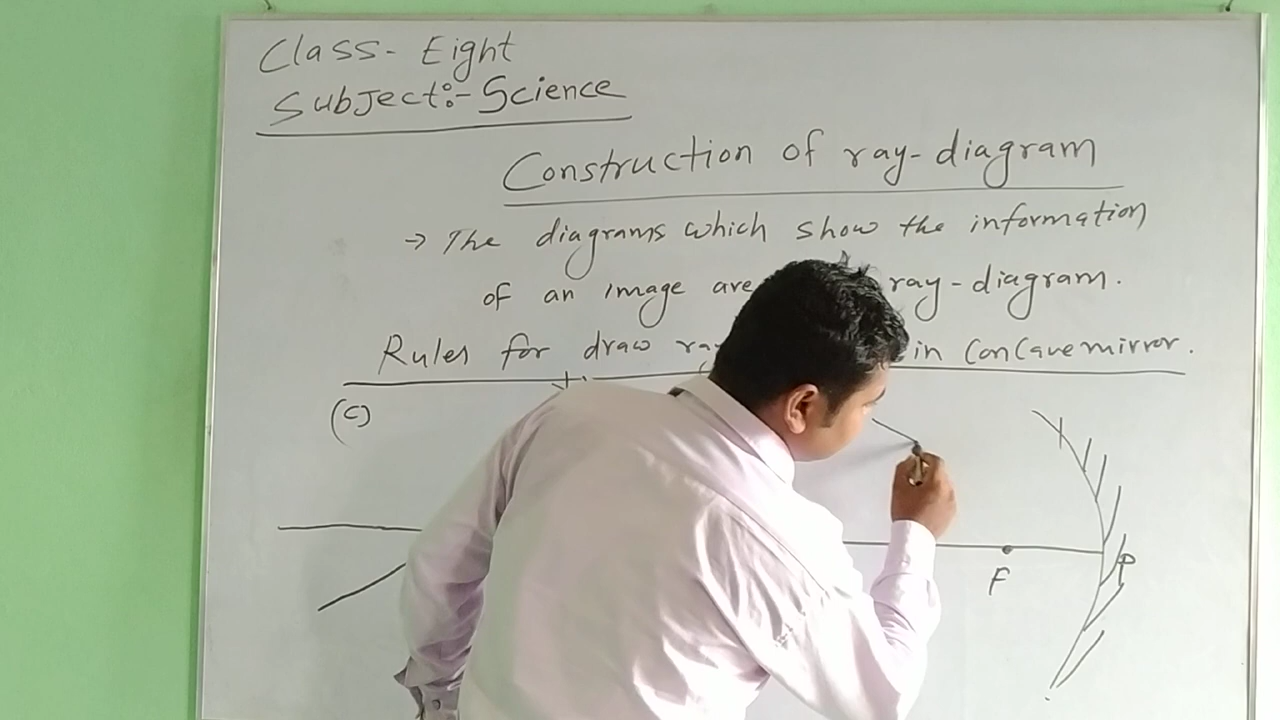 Class- Eight
Subject:- Science
Construction of ray-diagram
→ The diagrams which show the information
of an image are ray-diagram.
Rules for draw in Concave mirror.
(c)
F
P